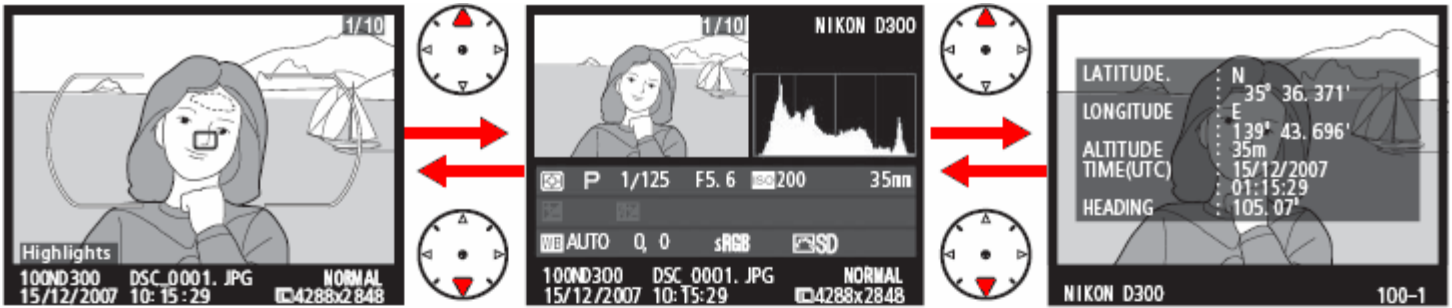 1/10
Highlights
100ND300 DSC_0001. JPG NORMAL
15/12/2007 10: 15 : 29 4288x2848
1/10
NIKON D300
P 1/125 F5. 6 ISO 200 35mm
WB AUTO 0, 0 sRGB SD
100ND300 DSC_0001. JPG NORMAL
15/12/2007 10: 15 : 29 4288x2848
LATITUDE. : N
: 35° 36. 371'
LONGITUDE : E
: 139° 43. 696'
ALTITUDE : 35m
TIME(UTC) : 15/12/2007
: 01:15:29
HEADING : 105. 07°
NIKON D300 100-1